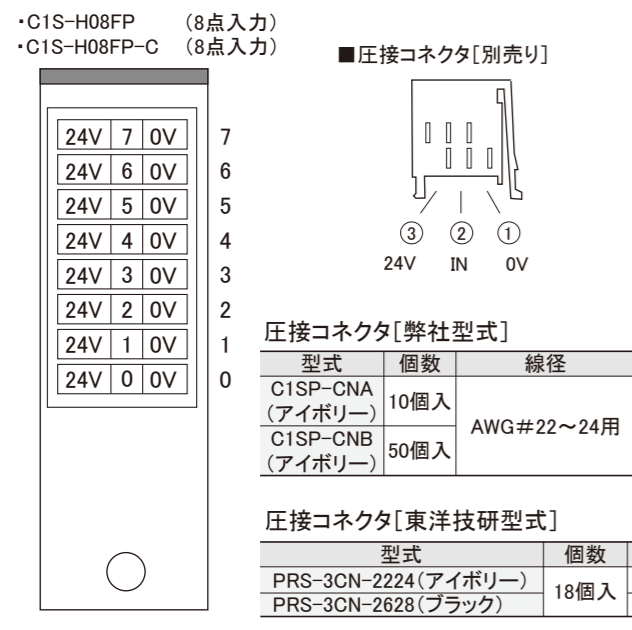 ・C1S-H08FP （8点入力）
・C1S-H08FP-C （8点入力）
24V 7 0V 7
24V 6 0V 6
24V 5 0V 5
24V 4 0V 4
24V 3 0V 3
24V 2 0V 2
24V 1 0V 1
24V 0 0V 0
■圧接コネクタ[別売り]
③ ② ①
24V IN 0V
圧接コネクタ[弊社型式]
型式 個数 線径
C1SP-CNA
（アイボリー） 10個入 AWG＃22～24用
C1SP-CNB
（アイボリー） 50個入
圧接コネクタ[東洋技研型式]
型式 個数
PRS-3CN-2224（アイボリー） 18個入
PRS-3CN-2628（ブラック）